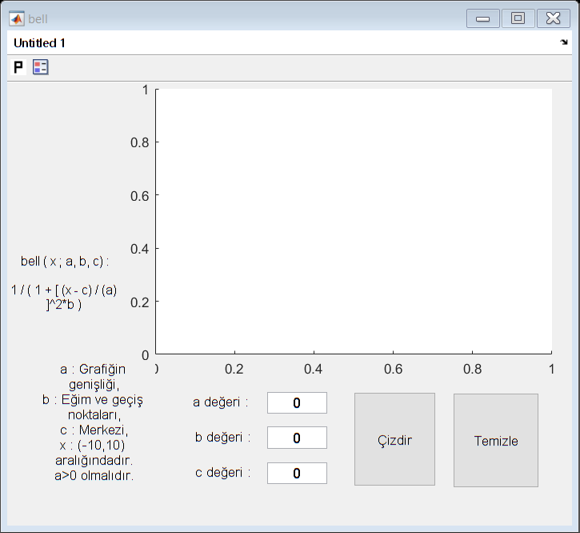 bell
Untitled 1
P
1
0.8
0.6
0.4
0.2
0
0.2
0.4
0.6
0.8
1
bell ( x ; a, b, c) :
1 / ( 1 + [ (x - c) / (a)
]^2*b )
a : Grafiğin
genişliği,
b : Eğim ve geçiş
noktaları,
c : Merkezi,
x : (-10,10)
aralığındadır.
a>0 olmalıdır.
a değeri :
0
b değeri :
0
c değeri :
0
Çizdir
Temizle